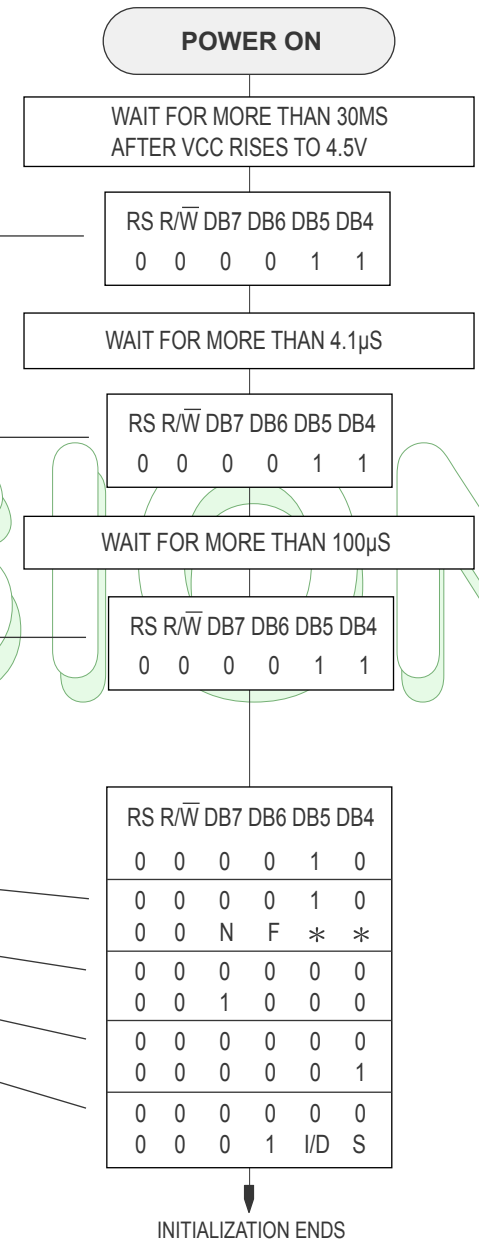 POWER ON
WAIT FOR MORE THAN 30MS
AFTER VCC RISES TO 4.5V
RS R/W̅ DB7 DB6 DB5 DB4
0 0 0 0 1 1
WAIT FOR MORE THAN 4.1µS
RS R/W̅ DB7 DB6 DB5 DB4
0 0 0 0 1 1
WAIT FOR MORE THAN 100µS
RS R/W̅ DB7 DB6 DB5 DB4
0 0 0 0 1 1
RS R/W̅ DB7 DB6 DB5 DB4
0 0 0 0 1 0
0 0 0 0 1 0
0 0 N F * *
0 0 0 0 0 0
0 0 1 0 0 0
0 0 0 0 0 0
0 0 0 0 0 1
0 0 0 0 0 0
0 0 0 1 I/D S
INITIALIZATION ENDS